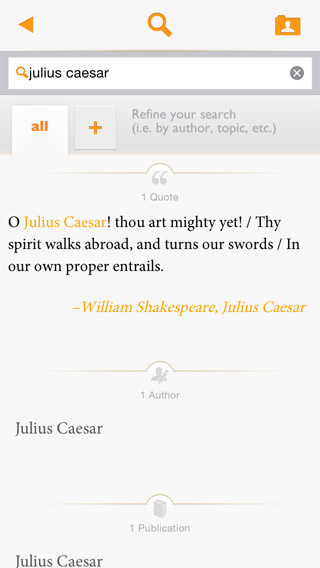 julius caesar
all
+
Refine your search
(i.e. by author, topic, etc.)
1 Quote
O Julius Caesar! thou art mighty yet! / Thy
spirit walks abroad, and turns our swords / In
our own proper entrails.
–William Shakespeare, Julius Caesar
1 Author
Julius Caesar
1 Publication
Julius Caesar